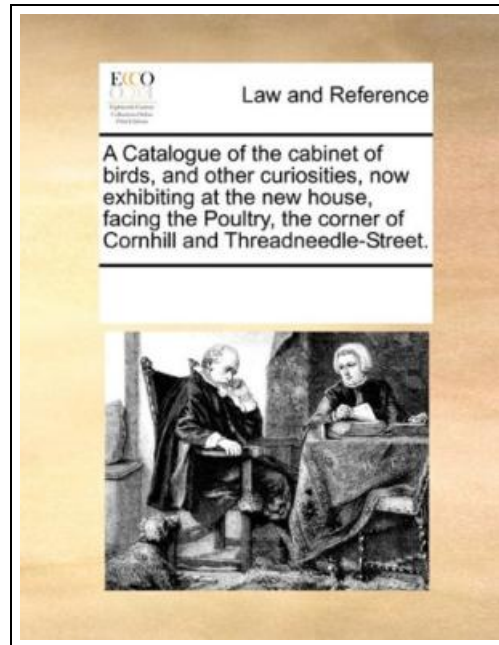 ECCO
Law and Reference
A Catalogue of the cabinet of
birds, and other curiosities, now
exhibiting at the new house,
facing the Poultry, the corner of
Cornhill and Threadneedle-Street.